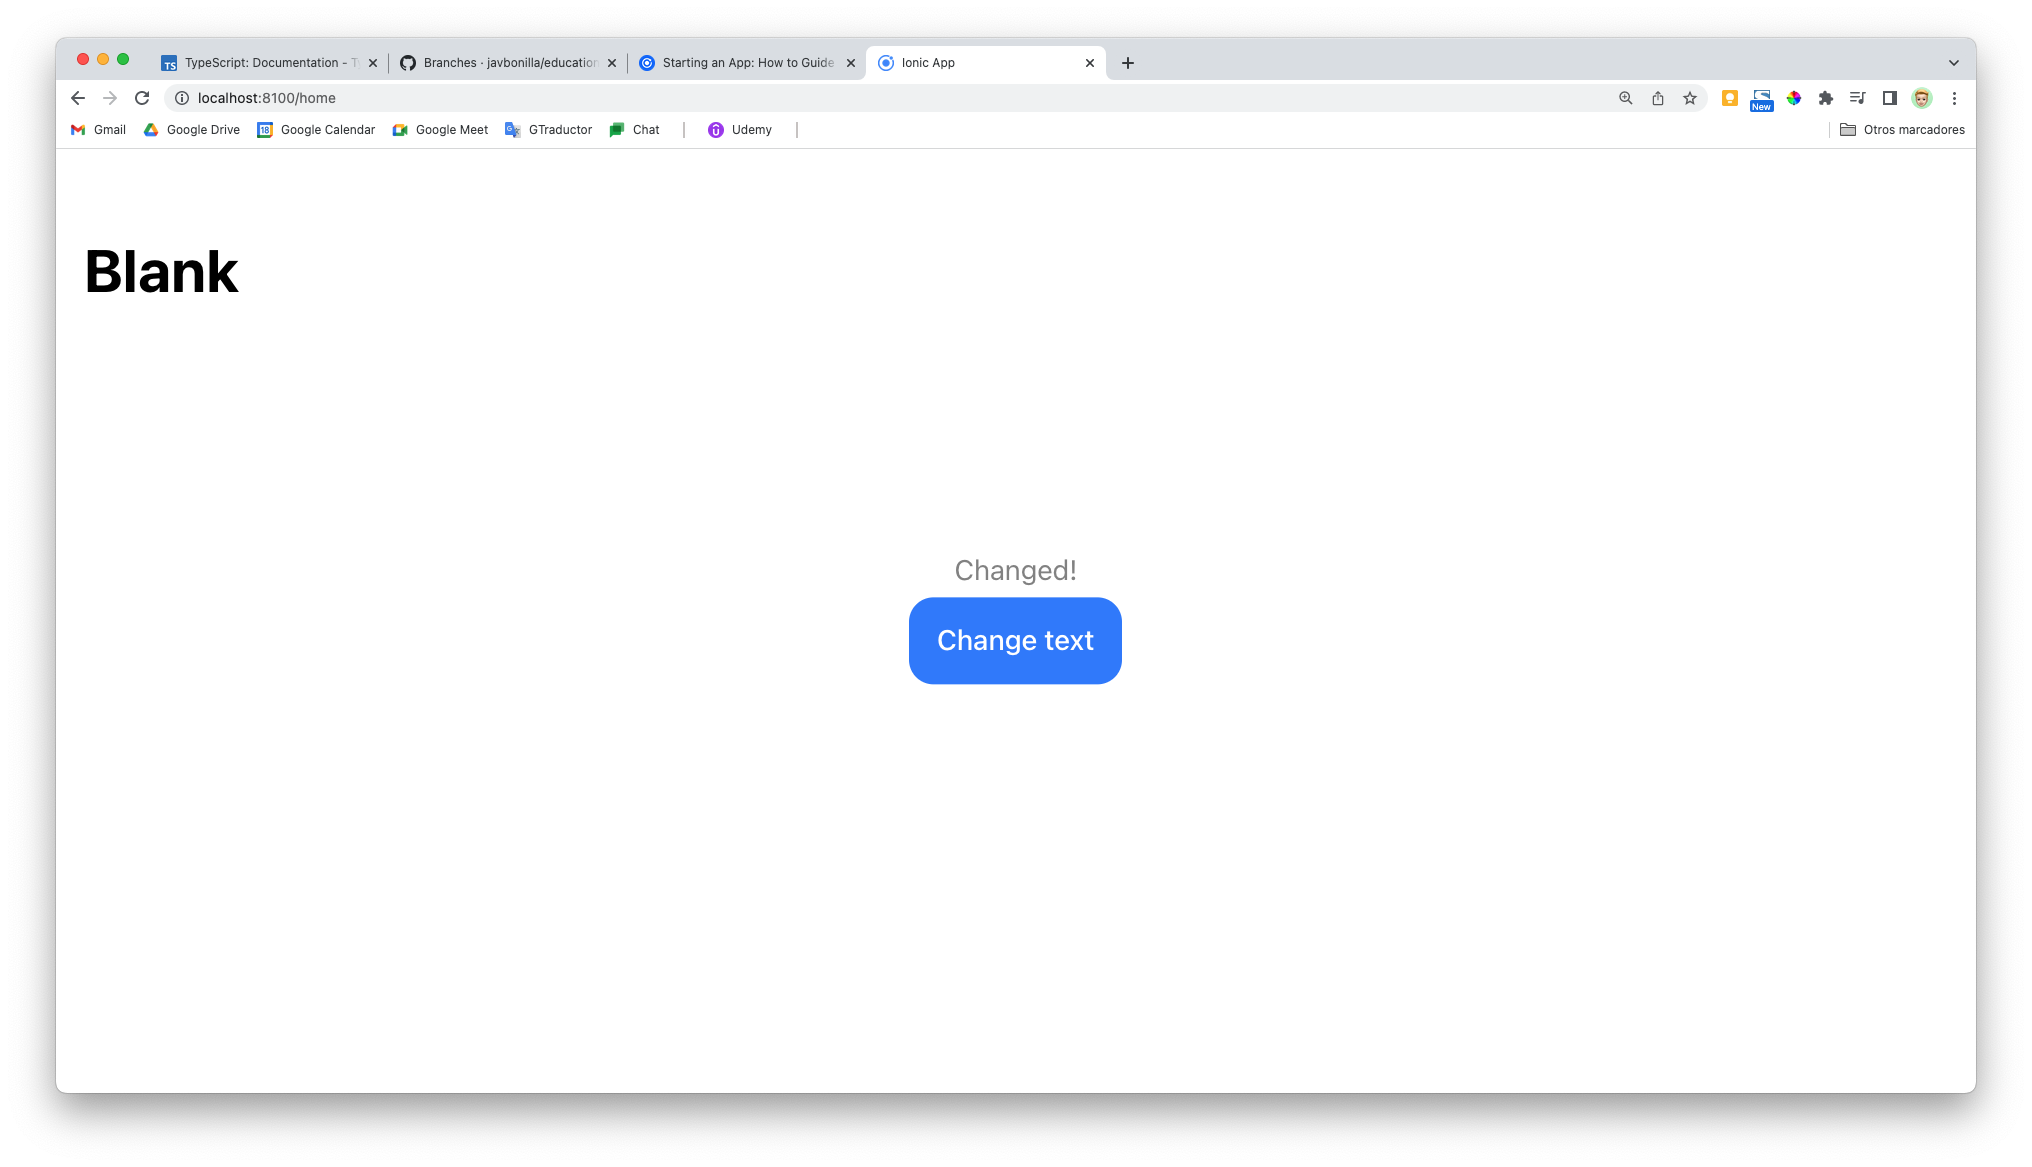 TypeScript: Documentation - T
Branches · javbonilla/education
Starting an App: How to Guide
Ionic App
localhost:8100/home
New
Gmail
Google Drive
18
Google Calendar
Google Meet
GTraductor
Chat
Udemy
Otros marcadores
Blank
Changed!
Change text